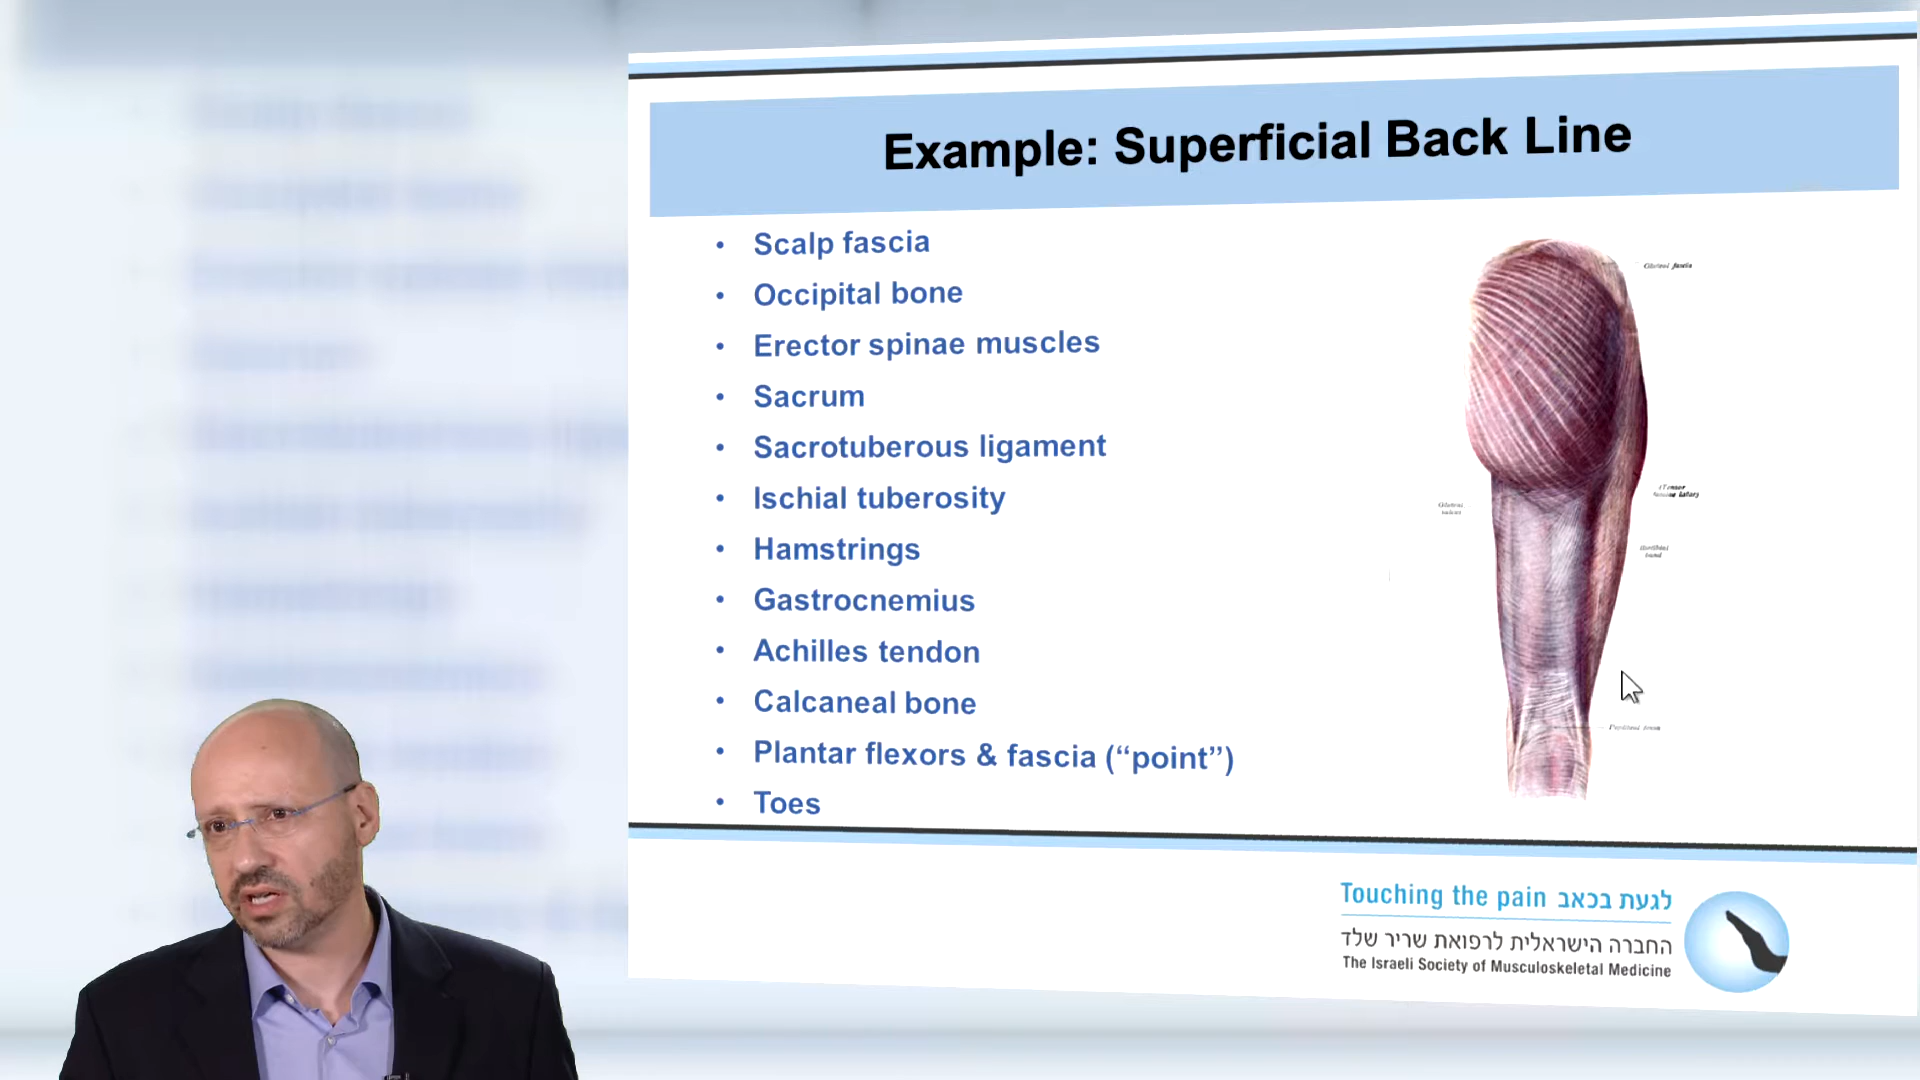 Example: Superficial Back Line
• Scalp fascia
• Occipital bone
• Erector spinae muscles
• Sacrum
• Sacrotuberous ligament
• Ischial tuberosity
• Hamstrings
• Gastrocnemius
• Achilles tendon
• Calcaneal bone
• Plantar flexors & fascia (“point”)
• Toes
Gluteal fascia
Touching the pain לגעת בכאב
החברה הישראלית לרפואת שריר שלד
The Israeli Society of Musculoskeletal Medicine